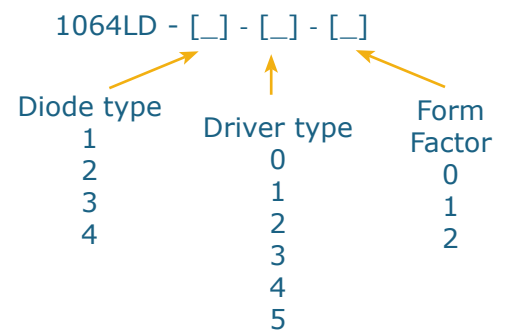 1064LD - [_] - [_] - [_]
Diode type
1
2
3
4
Driver type
0
1
2
3
4
5
Form
Factor
0
1
2